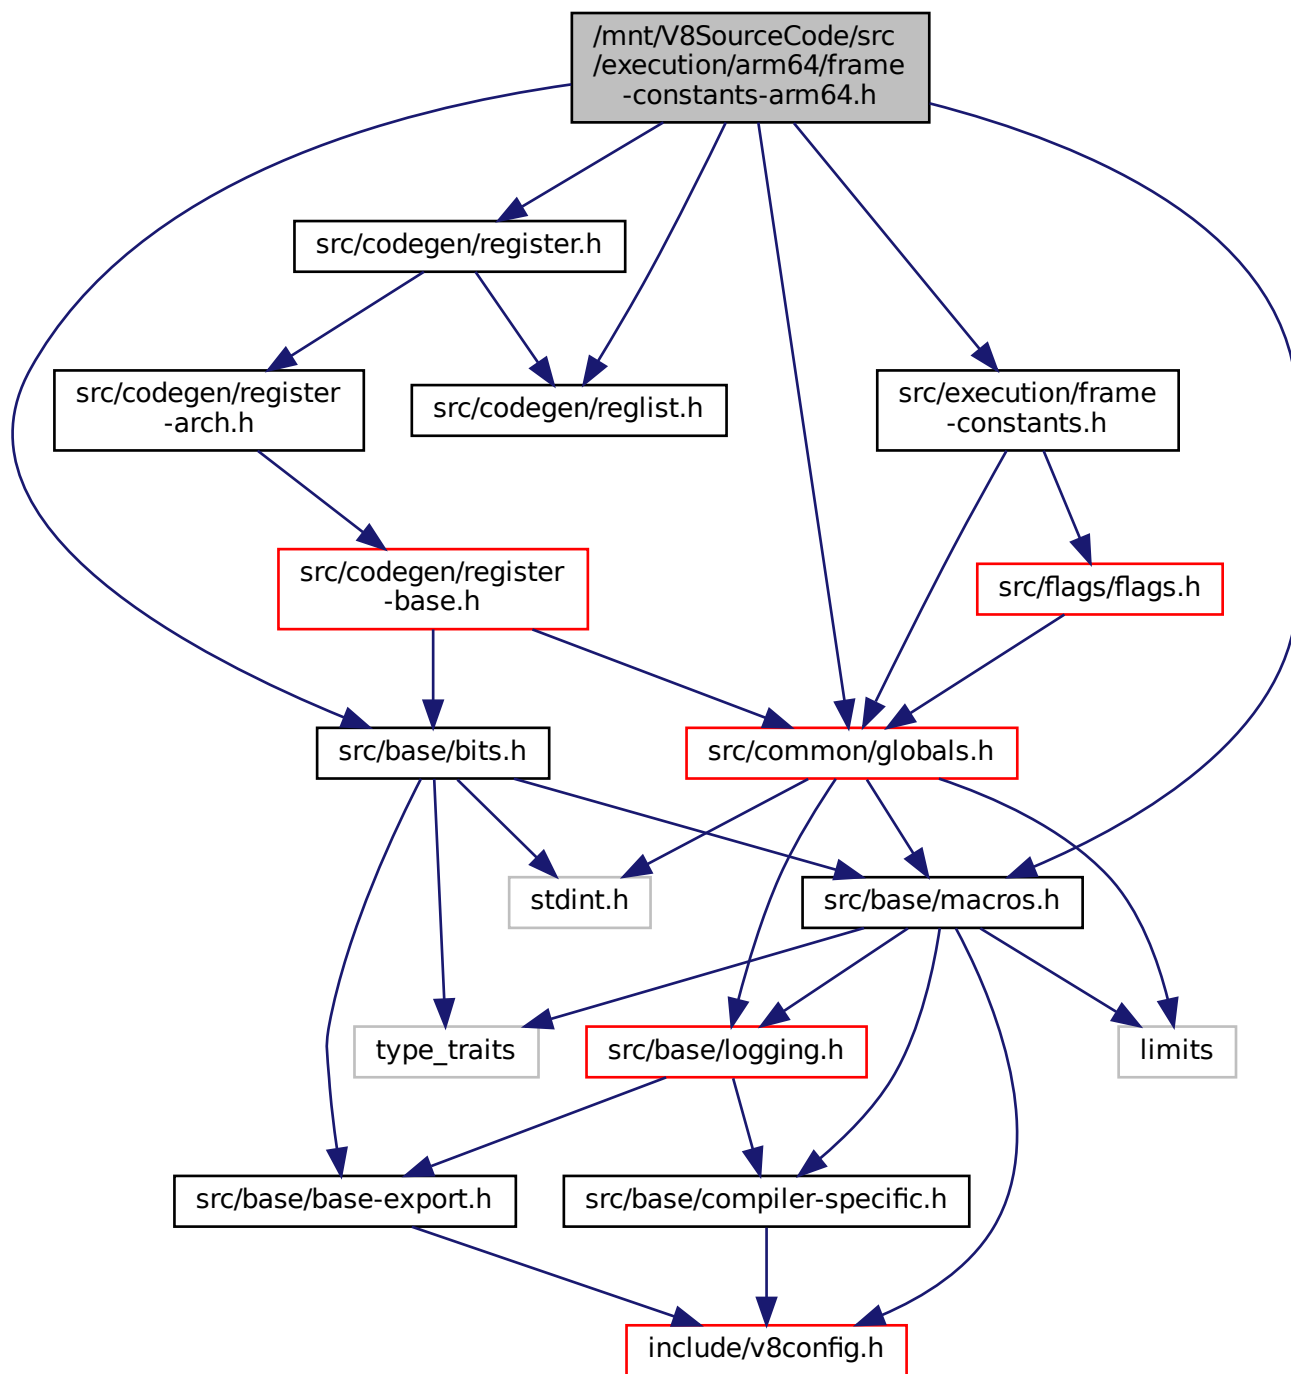 /mnt/V8SourceCode/src
/execution/arm64/frame
-constants-arm64.h
src/codegen/register.h
src/codegen/register
-arch.h
src/codegen/reglist.h
src/execution/frame
-constants.h
src/codegen/register
-base.h
src/flags/flags.h
src/base/bits.h
src/common/globals.h
stdint.h
src/base/macros.h
type_traits
src/base/logging.h
limits
src/base/base-export.h
src/base/compiler-specific.h
include/v8config.h